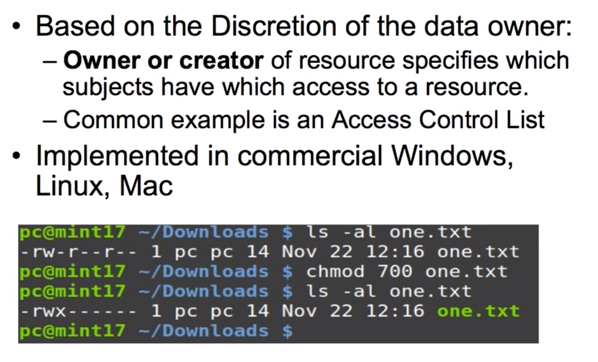 • Based on the Discretion of the data owner:
– Owner or creator of resource specifies which
subjects have which access to a resource.
– Common example is an Access Control List
• Implemented in commercial Windows,
Linux, Mac
pc@mint17 ~/Downloads $ ls -al one.txt
-rw-r--r-- 1 pc pc 14 Nov 22 12:16 one.txt
pc@mint17 ~/Downloads $ chmod 700 one.txt
pc@mint17 ~/Downloads $ ls -al one.txt
-rwx------ 1 pc pc 14 Nov 22 12:16 one.txt
pc@mint17 ~/Downloads $